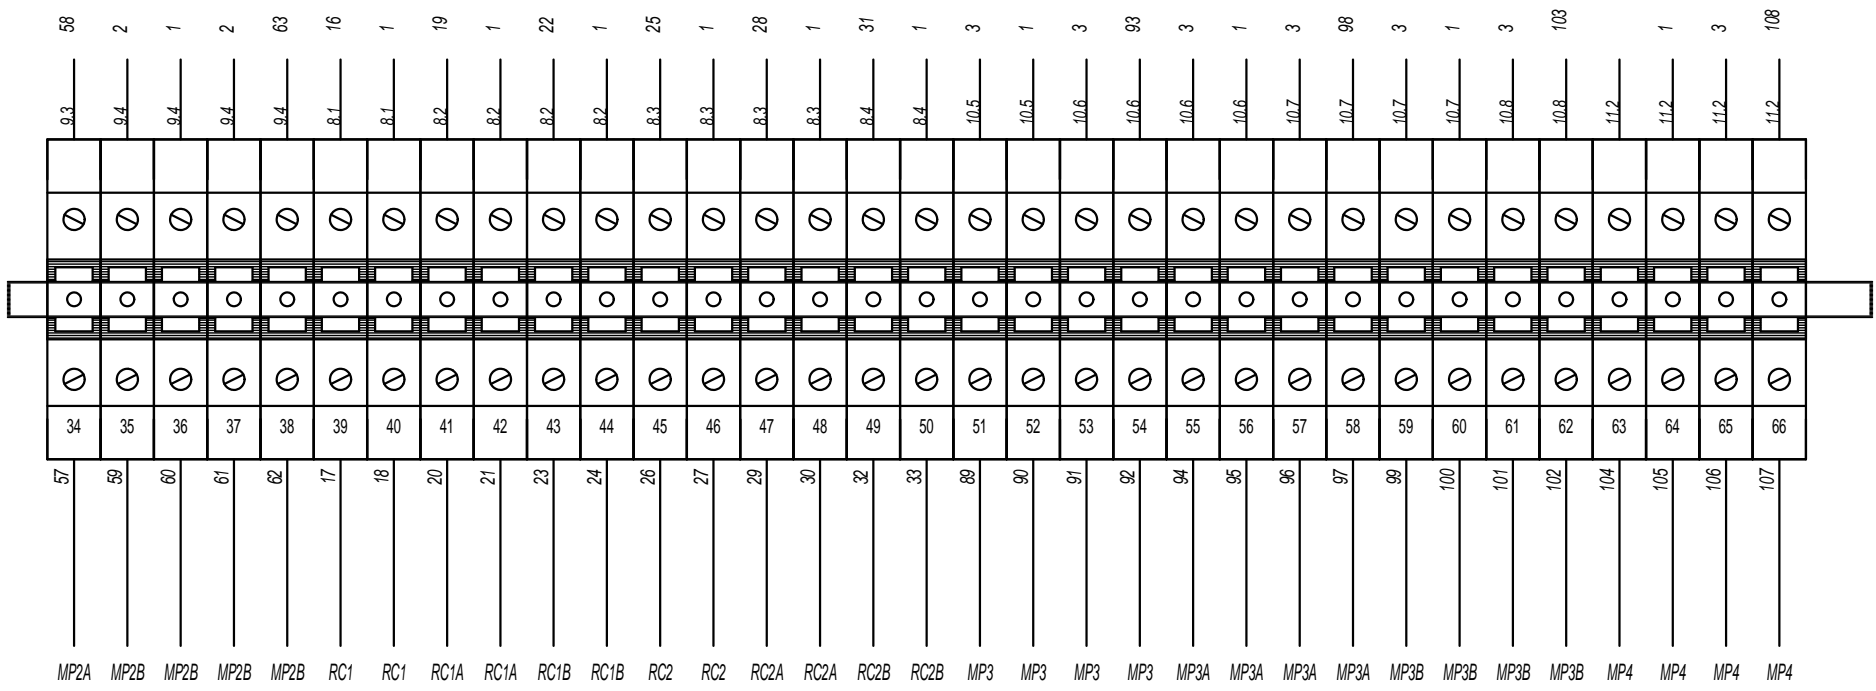 58 2 1 2 63 16 1 19 1 22 1 25 1 28 1 31 1 3 1 3 93 3 1 3 98 3 1 3 103 1 3 108
9.3 9.4 9.4 9.4 9.4 8.1 8.1 8.2 8.2 8.2 8.2 8.3 8.3 8.3 8.3 8.4 8.4 10.5 10.5 10.6 10.6 10.6 10.6 10.7 10.7 10.7 10.7 10.8 10.8 11.2 11.2 11.2 11.2
34 35 36 37 38 39 40 41 42 43 44 45 46 47 48 49 50 51 52 53 54 55 56 57 58 59 60 61 62 63 64 65 66
57 59 60 61 62 17 18 20 21 23 24 26 27 29 30 32 33 89 90 91 92 94 95 96 97 99 100 101 102 104 105 106 107
MP2A MP2B MP2B MP2B MP2B RC1 RC1 RC1A RC1A RC1B RC1B RC2 RC2 RC2A RC2A RC2B RC2B MP3 MP3 MP3 MP3 MP3A MP3A MP3A MP3A MP3B MP3B MP3B MP3B MP4 MP4 MP4 MP4